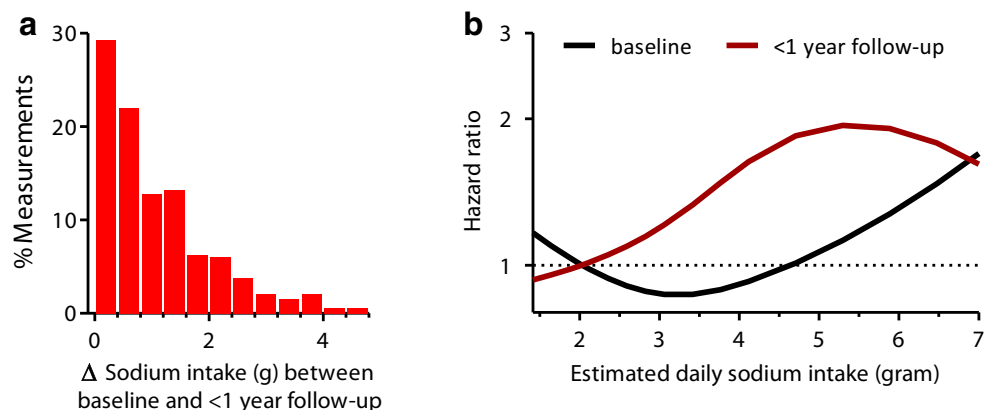 a
30
20
10
0
% Measurements
0 2 4
Δ Sodium intake (g) between
baseline and <1 year follow-up
b
baseline <1 year follow-up
3
2
1
Hazard ratio
2 3 4 5 6 7
Estimated daily sodium intake (gram)